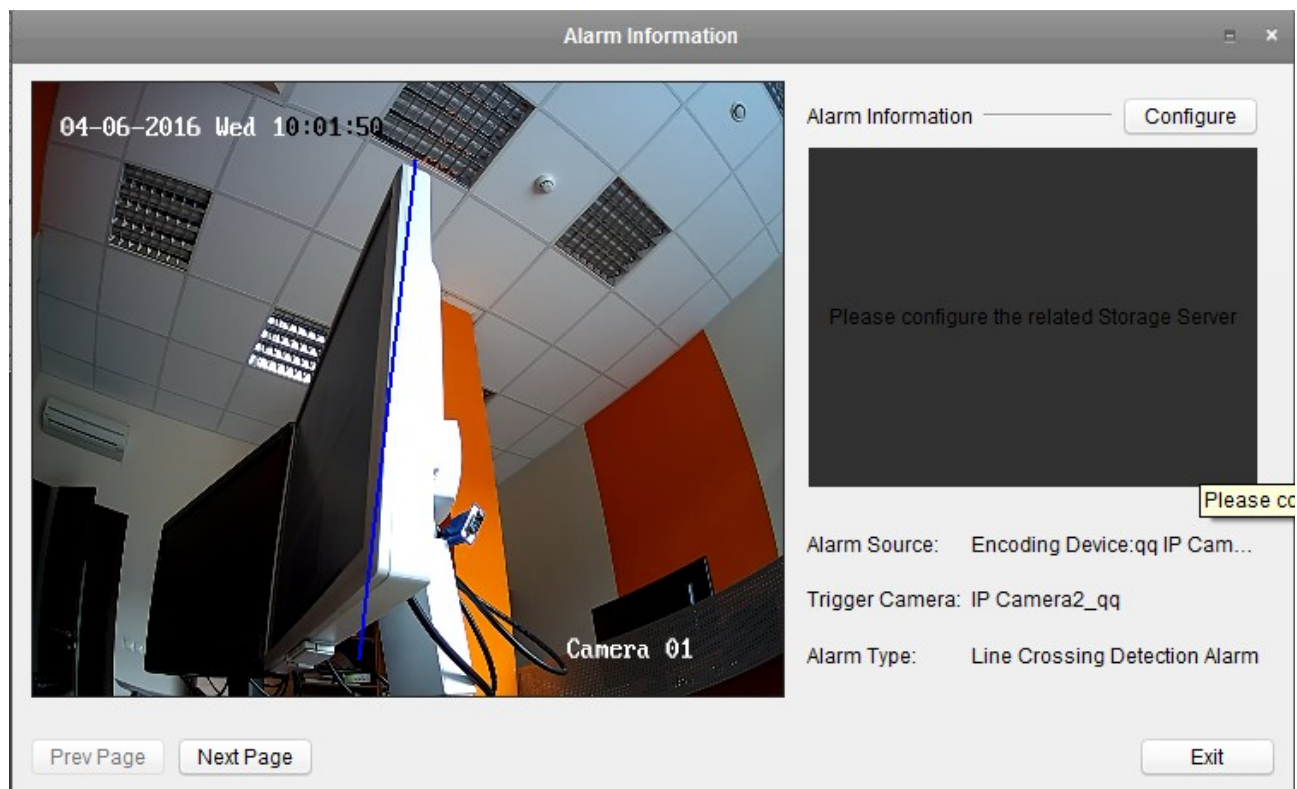 Alarm Information
04-06-2016 Wed 10:01:50
Camera 01
Alarm Information
Configure
Please configure the related Storage Server
Please co
Alarm Source: Encoding Device:qq IP Cam...
Trigger Camera: IP Camera2_qq
Alarm Type: Line Crossing Detection Alarm
Prev Page
Next Page
Exit